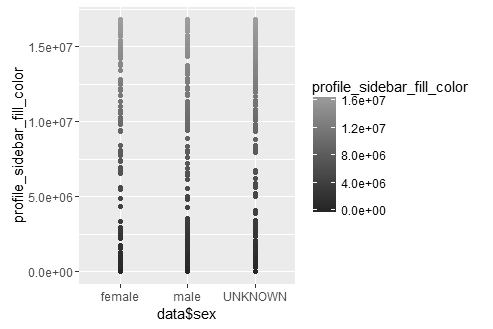 profile_sidebar_fill_color
1.5e+07
1.0e+07
5.0e+06
0.0e+00
female male UNKNOWN
data$sex
profile_sidebar_fill_color
1.6e+07
1.2e+07
8.0e+06
4.0e+06
0.0e+00